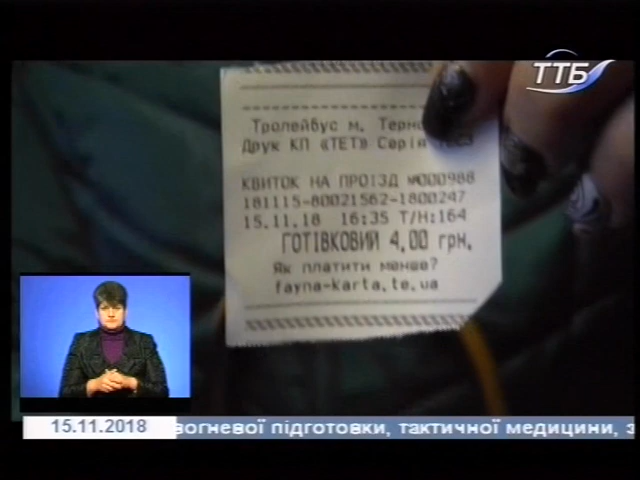 ТТБ
Тролейбус м.
Друк КП «ТЕТ» Серія
КВИТОК НА ПРОЇЗД №000988
181115-80021562-1800247
15.11.18 16:35 Т/Н:164
ГОТІВКОВИЙ 4,00 грн.
Як платити менше?
fayna-karta.te.ua
15.11.2018 вогневої підготовки, тактичної медицини, з